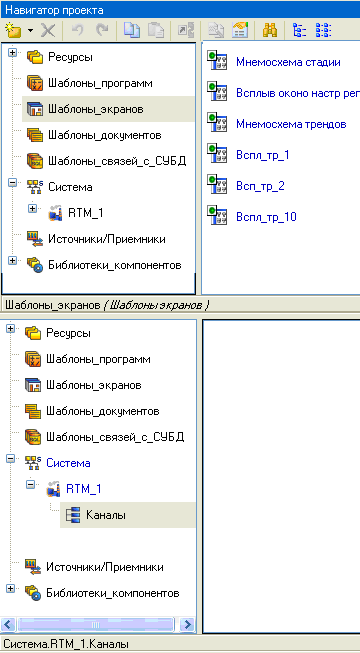 Навигатор проекта
Ресурсы
Шаблоны_программ
Шаблоны_экранов
Шаблоны_документов
Шаблоны_связей_с_СУБД
Система
RTM_1
Источники/Приемники
Библиотеки_компонентов
Мнемосхема стадии
Всплыв оконо настр рег
Мнемосхема трендов
Вспл_тр_1
Всп_тр_2
Вспл_тр_10
Шаблоны_экранов ( Шаблоны экранов )
Ресурсы
Шаблоны_программ
Шаблоны_экранов
Шаблоны_документов
Шаблоны_связей_с_СУБД
Система
RTM_1
Каналы
Источники/Приемники
Библиотеки_компонентов
Система.RTM_1.Каналы